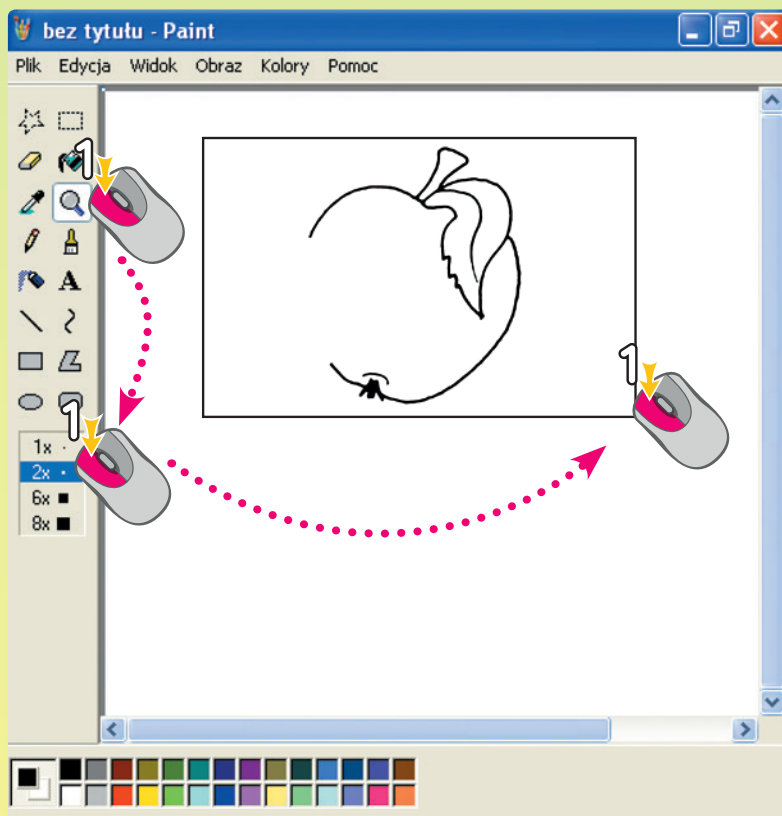 bez tytułu - Paint
Plik Edycja Widok Obraz Kolory Pomoc
1
A
1
1
1x
2x
6x
8x